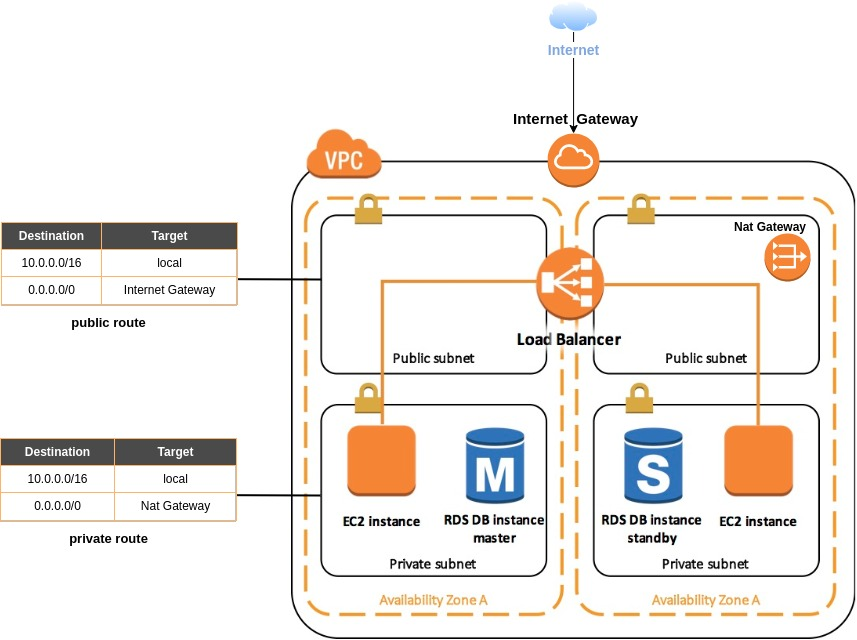 Internet
Internet Gateway
VPC
Nat Gateway
Destination Target
10.0.0.0/16 local
0.0.0.0/0 Internet Gateway
public route
Load Balancer
Public subnet
Public subnet
Destination Target
10.0.0.0/16 local
0.0.0.0/0 Nat Gateway
private route
M
S
EC2 instance
RDS DB instance
master
RDS DB instance
standby
EC2 instance
Private subnet
Private subnet
Availability Zone A
Availability Zone A